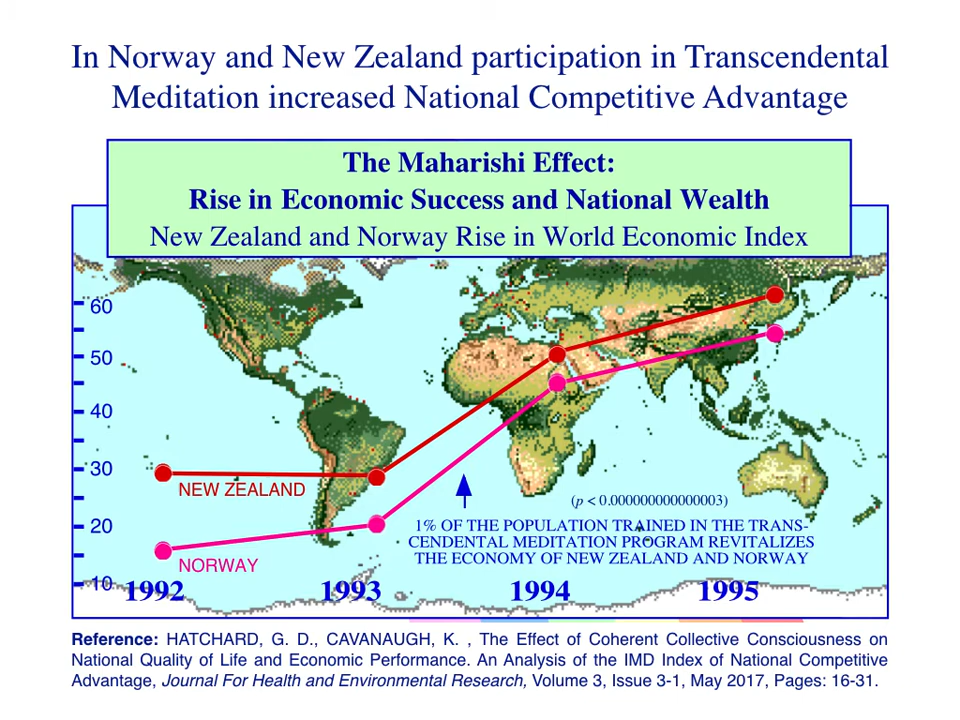 In Norway and New Zealand participation in Transcendental
Meditation increased National Competitive Advantage
The Maharishi Effect:
Rise in Economic Success and National Wealth
New Zealand and Norway Rise in World Economic Index
60
50
40
30
NEW ZEALAND
(p < 0.000000000000003)
20
1% OF THE POPULATION TRAINED IN THE TRANS-
CENDENTAL MEDITATION PROGRAM REVITALIZES
THE ECONOMY OF NEW ZEALAND AND NORWAY
NORWAY
10
1992 1993 1994 1995
Reference: HATCHARD, G. D., CAVANAUGH, K. , The Effect of Coherent Collective Consciousness on
National Quality of Life and Economic Performance. An Analysis of the IMD Index of National Competitive
Advantage, Journal For Health and Environmental Research, Volume 3, Issue 3-1, May 2017, Pages: 16-31.